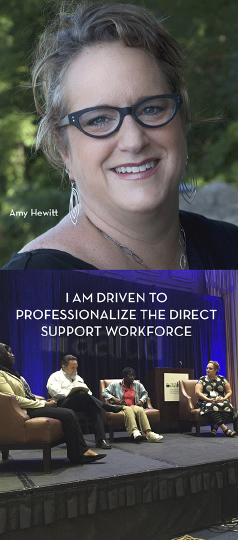 Amy Hewitt
I AM DRIVEN TO
PROFESSIONALIZE THE DIRECT
SUPPORT WORKFORCE